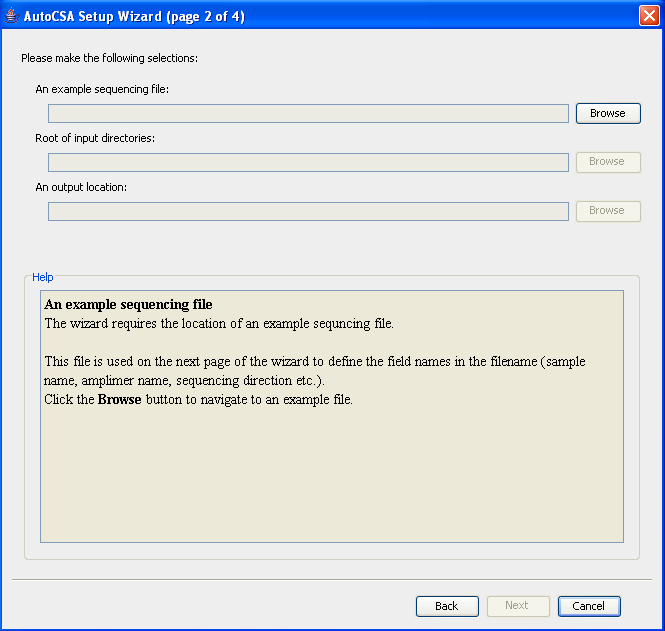 AutoCSA Setup Wizard (page 2 of 4)
Please make the following selections:
An example sequencing file:
Browse
Root of input directories:
Browse
An output location:
Browse
Help
An example sequencing file
The wizard requires the location of an example sequncing file.
This file is used on the next page of the wizard to define the field names in the filename (sample
name, amplimer name, sequencing direction etc.).
Click the Browse button to navigate to an example file.
Back
Next
Cancel